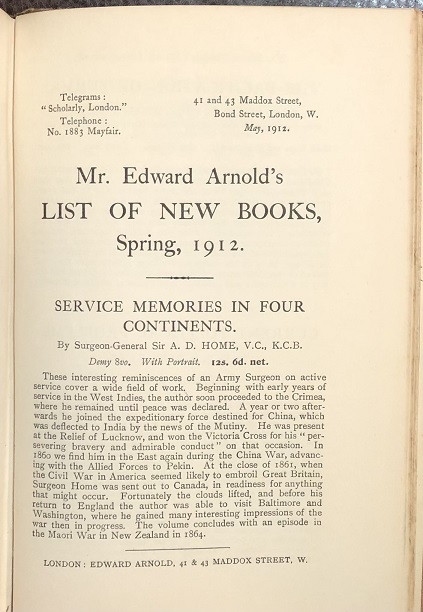 Telegrams :
"Scholarly, London."
Telephone :
No. 1883 Mayfair.
41 and 43 Maddox Street,
Bond Street, London, W.
May, 1912.
Mr. Edward Arnold's
LIST OF NEW BOOKS,
Spring, 1912.
SERVICE MEMORIES IN FOUR
CONTINENTS.
By Surgeon-General Sir A. D. HOME, V.C., K.C.B.
Demy 8vo. With Portrait. 12s. 6d. net.
These interesting reminiscences of an Army Surgeon on active
service cover a wide field of work. Beginning with early years of
service in the West Indies, the author soon proceeded to the Crimea,
where he remained until peace was declared. A year or two after-
wards he joined the expeditionary force destined for China, which
was deflected to India by the news of the Mutiny. He was present
at the Relief of Lucknow, and won the Victoria Cross for his "per-
severing bravery and admirable conduct" on that occasion. In
1860 we find him in the East again during the China War, advanc-
ing with the Allied Forces to Pekin. At the close of 1861, when
the Civil War in America seemed likely to embroil Great Britain,
Surgeon Home was sent out to Canada, in readiness for anything
that might occur. Fortunately the clouds lifted, and before his
return to England the author was able to visit Baltimore and
Washington, where he gained many interesting impressions of the
war then in progress. The volume concludes with an episode in
the Maori War in New Zealand in 1864.
LONDON: EDWARD ARNOLD, 41 & 43 MADDOX STREET, W.